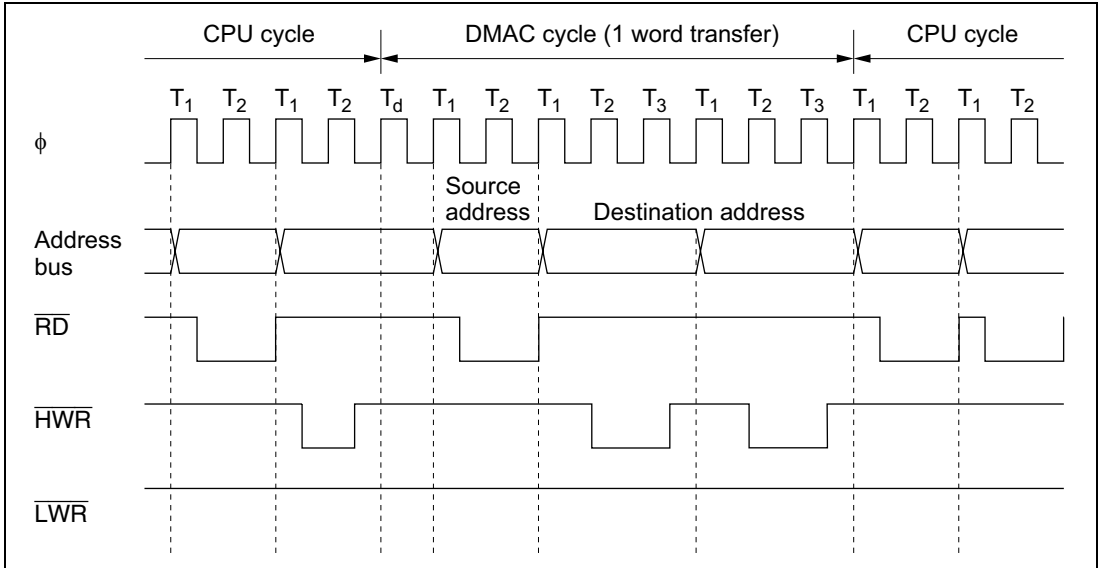 CPU cycle DMAC cycle (1 word transfer) CPU cycle
T1 T2 T1 T2 Td T1 T2 T1 T2 T3 T1 T2 T3 T1 T2 T1 T2
φ
Source
address Destination address
Address
bus
RD
HWR
LWR